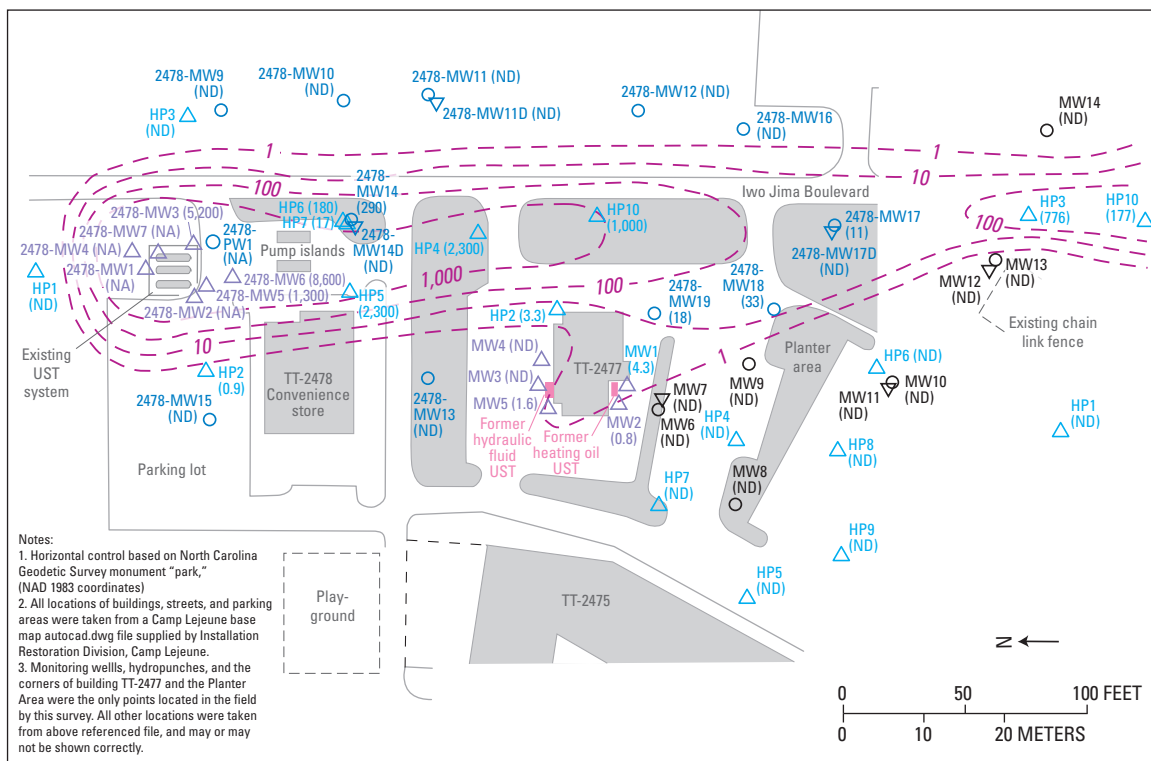 2478-MW9
(ND)
2478-MW10
(ND)
2478-MW11 (ND)
2478-MW11D (ND)
2478-MW12 (ND)
2478-MW16
(ND)
MW14
(ND)
HP3
(ND)
1
1
10
100
2478-
MW14
(290)
Iwo Jima Boulevard
2478-MW3 (5,200)
HP6 (180)
HP7 (17)
HP10
(1,000)
2478-MW17
(11)
HP3
(776)
HP10
(177)
100
2478-MW7 (NA)
2478-
PW1
(NA)
Pump islands
2478-
MW14D
(ND)
HP4 (2,300)
2478-
MW17D
(ND)
2478-MW4 (NA)
2478-MW1
(NA)
HP1
(ND)
2478-MW6 (8,600)
2478-MW5 (1,300)
2478-MW2 (NA)
1,000
100
HP5
(2,300)
2478-
MW19
(18)
2478-
MW18
(33)
MW13
(ND)
MW12
(ND)
HP2 (3.3)
Existing chain
link fence
Existing
UST
system
10
HP2
(0.9)
TT-2478
Convenience
store
MW4 (ND)
MW3 (ND)
MW5 (1.6)
TT-2477
MW1
(4.3)
1
Planter
area
HP6 (ND)
MW9
(ND)
MW7
(ND)
MW6
(ND)
MW10
(ND)
MW11
(ND)
2478-MW15
(ND)
2478-
MW13
(ND)
MW2
(0.8)
HP4
(ND)
HP1
(ND)
Former
hydraulic
fluid
UST
Former
heating oil
UST
HP8
(ND)
Parking lot
HP7
(ND)
MW8
(ND)
HP9
(ND)
HP5
(ND)
Play-
ground
TT-2475
Notes:
1. Horizontal control based on North Carolina
Geodetic Survey monument “park,”
(NAD 1983 coordinates)
2. All locations of buildings, streets, and parking
areas were taken from a Camp Lejeune base
map autocad.dwg file supplied by Installation
Restoration Division, Camp Lejeune.
3. Monitoring wellls, hydropunches, and the
corners of building TT-2477 and the Planter
Area were the only points located in the field
by this survey. All other locations were taken
from above referenced file, and may or may
not be shown correctly.
N
0 50 100 FEET
0 10 20 METERS